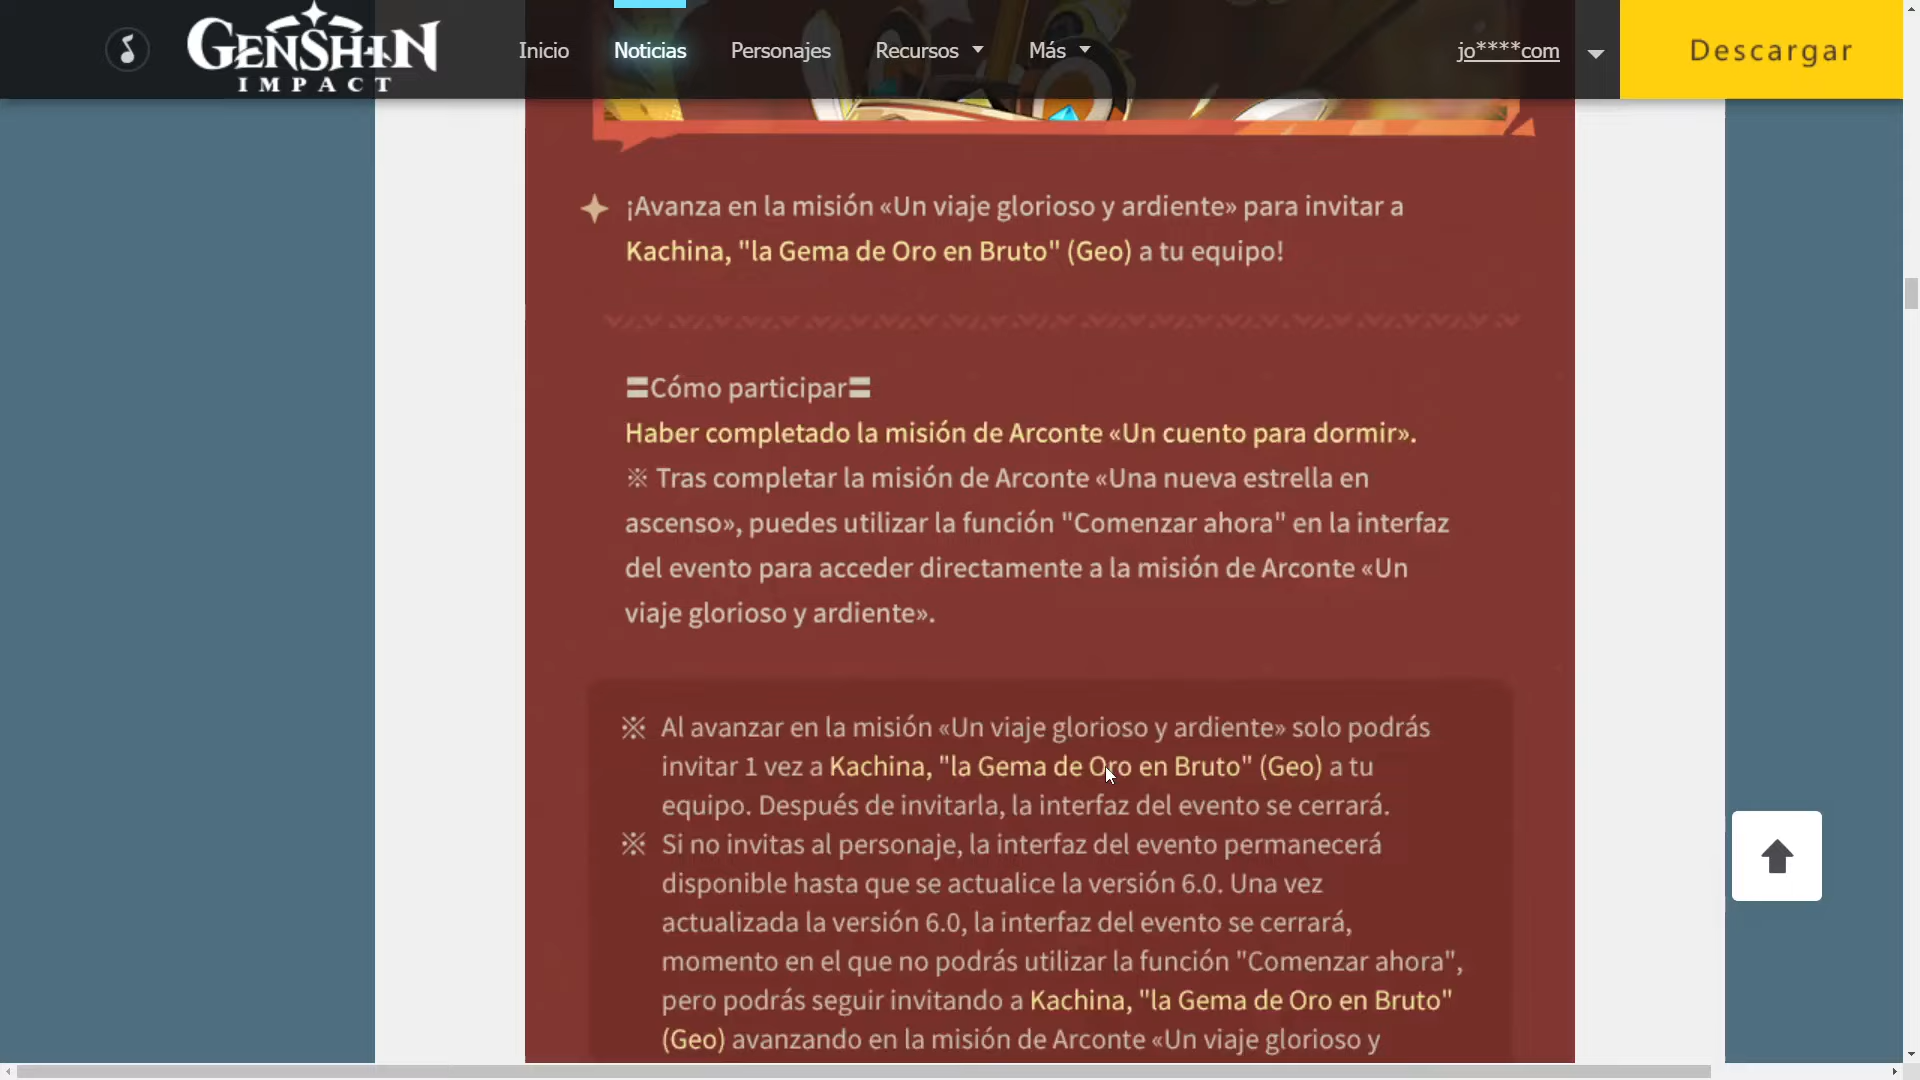 GENSHIN
IMPACT
Inicio
Noticias
Personajes
Recursos
Más
jo****com
Descargar
¡Avanza en la misión «Un viaje glorioso y ardiente» para invitar a
Kachina, "la Gema de Oro en Bruto" (Geo) a tu equipo!
〓Cómo participar〓
Haber completado la misión de Arconte «Un cuento para dormir».
※ Tras completar la misión de Arconte «Una nueva estrella en
ascenso», puedes utilizar la función "Comenzar ahora" en la interfaz
del evento para acceder directamente a la misión de Arconte «Un
viaje glorioso y ardiente».
※ Al avanzar en la misión «Un viaje glorioso y ardiente» solo podrás
invitar 1 vez a Kachina, "la Gema de Oro en Bruto" (Geo) a tu
equipo. Después de invitarla, la interfaz del evento se cerrará.
※ Si no invitas al personaje, la interfaz del evento permanecerá
disponible hasta que se actualice la versión 6.0. Una vez
actualizada la versión 6.0, la interfaz del evento se cerrará,
momento en el que no podrás utilizar la función "Comenzar ahora",
pero podrás seguir invitando a Kachina, "la Gema de Oro en Bruto"
(Geo) avanzando en la misión de Arconte «Un viaje glorioso y